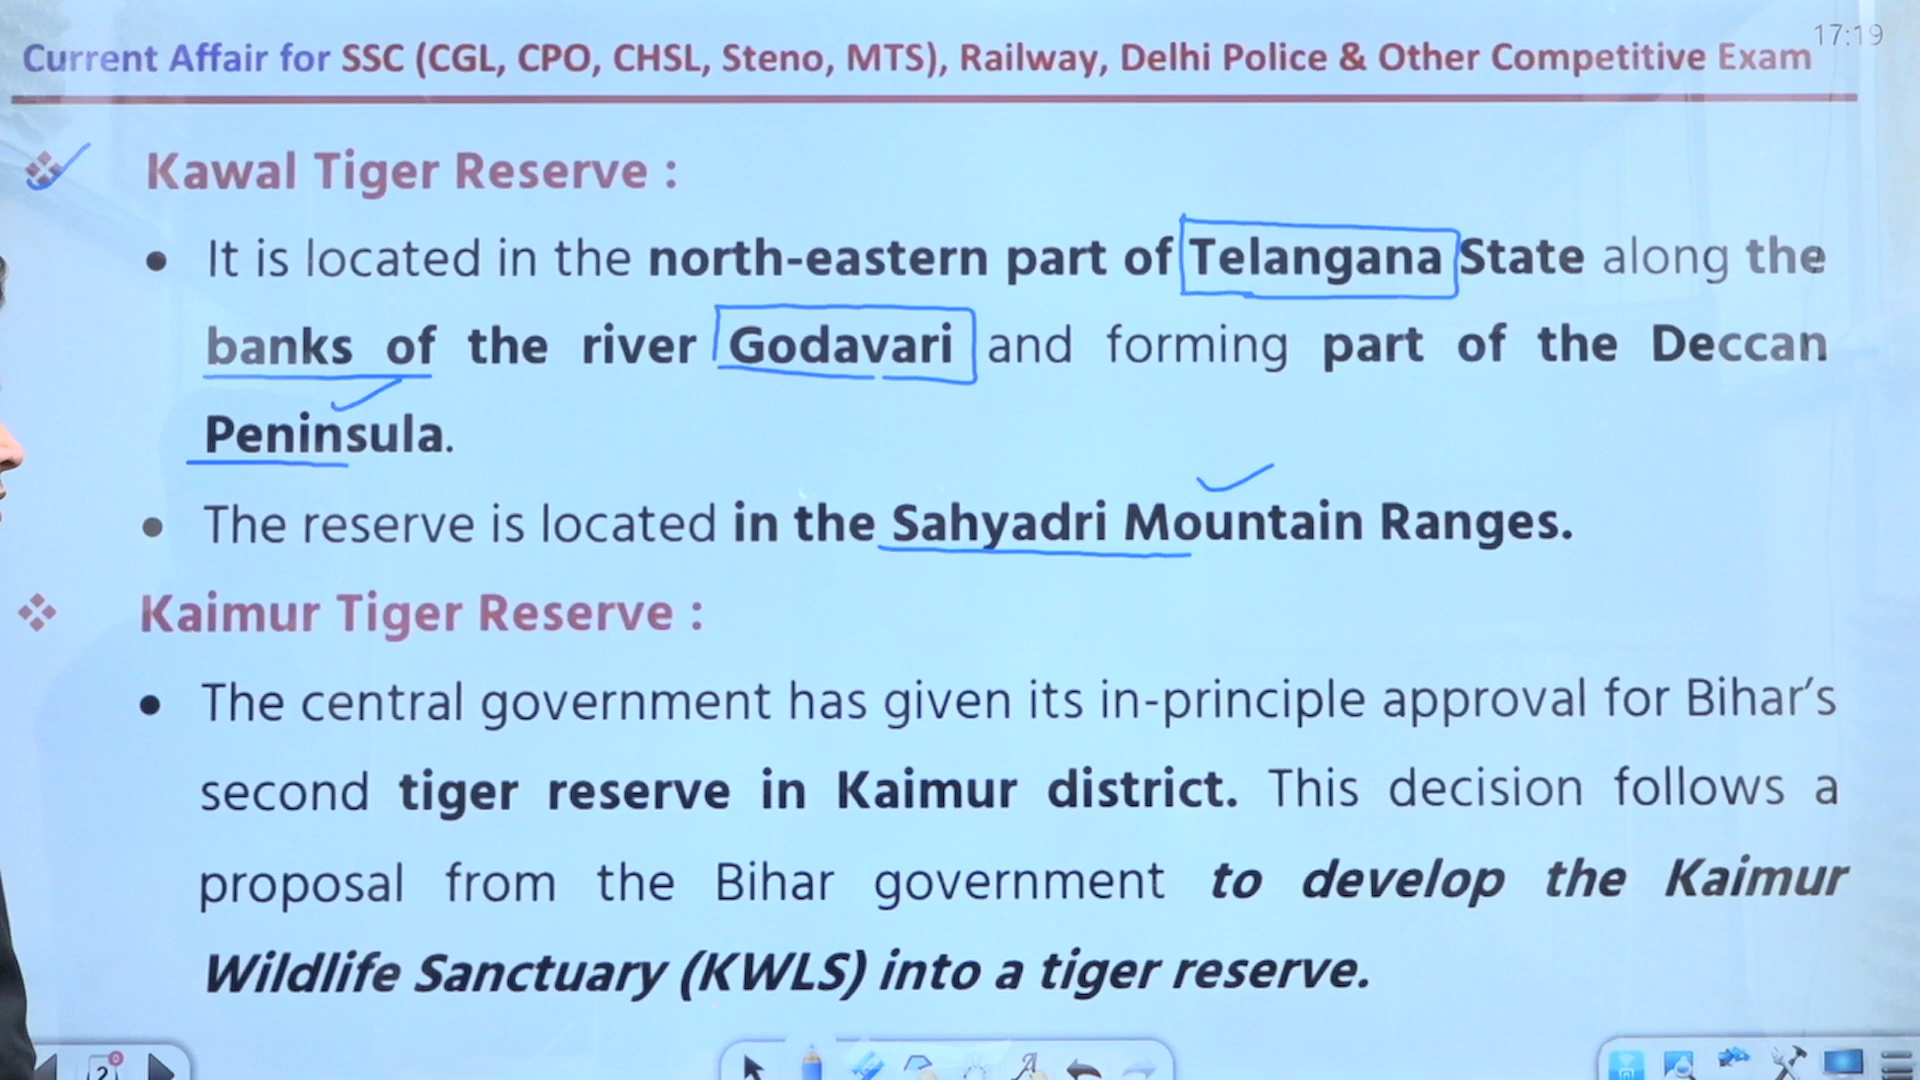 17:19
Current Affair for SSC (CGL, CPO, CHSL, Steno, MTS), Railway, Delhi Police & Other Competitive Exam
Kawal Tiger Reserve :
It is located in the north-eastern part of Telangana State along the
banks of the river Godavari and forming part of the Deccan
Peninsula.
The reserve is located in the Sahyadri Mountain Ranges.
Kaimur Tiger Reserve :
The central government has given its in-principle approval for Bihar’s
second tiger reserve in Kaimur district. This decision follows a
proposal from the Bihar government to develop the Kaimur
Wildlife Sanctuary (KWLS) into a tiger reserve.
2
0
A